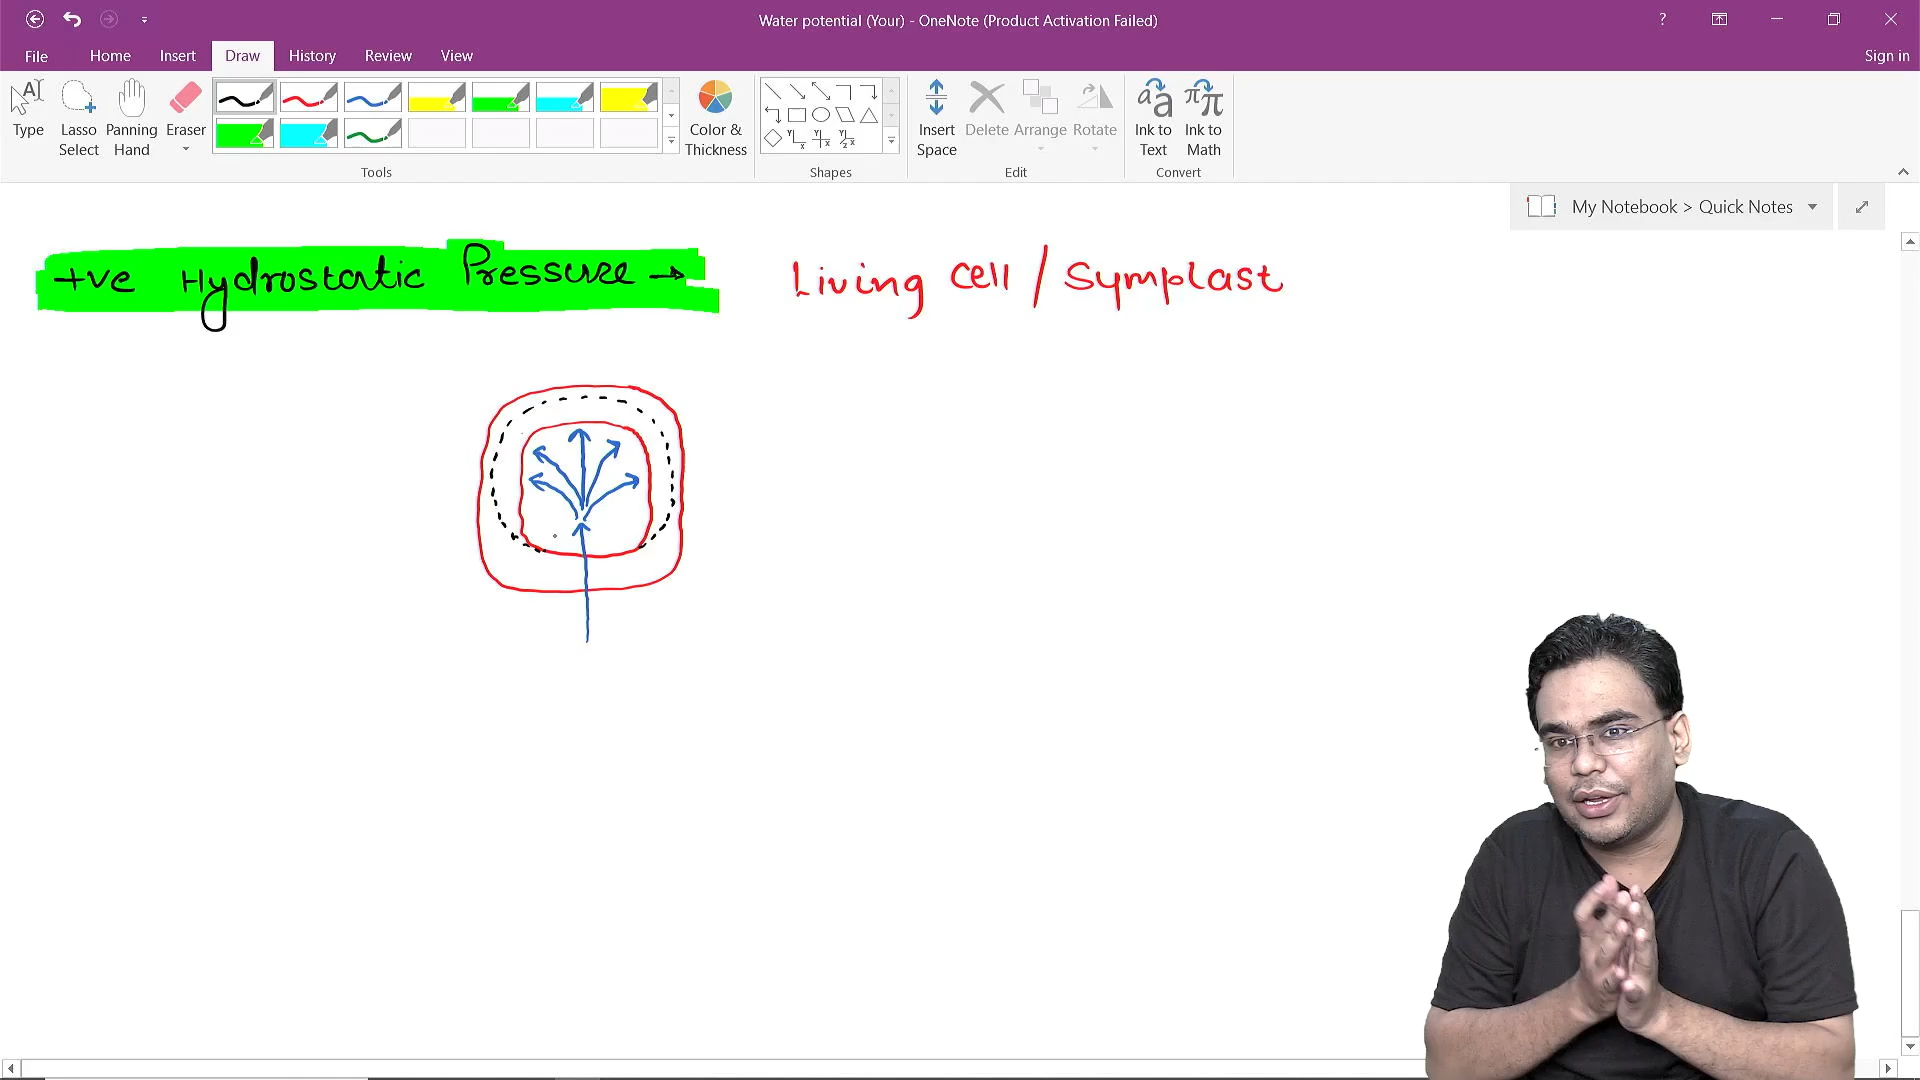 Water potential (Your) - OneNote (Product Activation Failed)
?
File Home Insert Draw History Review View
Sign in
Type
Lasso Select
Panning Hand
Eraser
Color & Thickness
Insert Space
Delete
Arrange
Rotate
Ink to Text
Ink to Math
Tools
Shapes
Edit
Convert
My Notebook > Quick Notes
+ve Hydrostatic Pressure → Living cell / Symplast